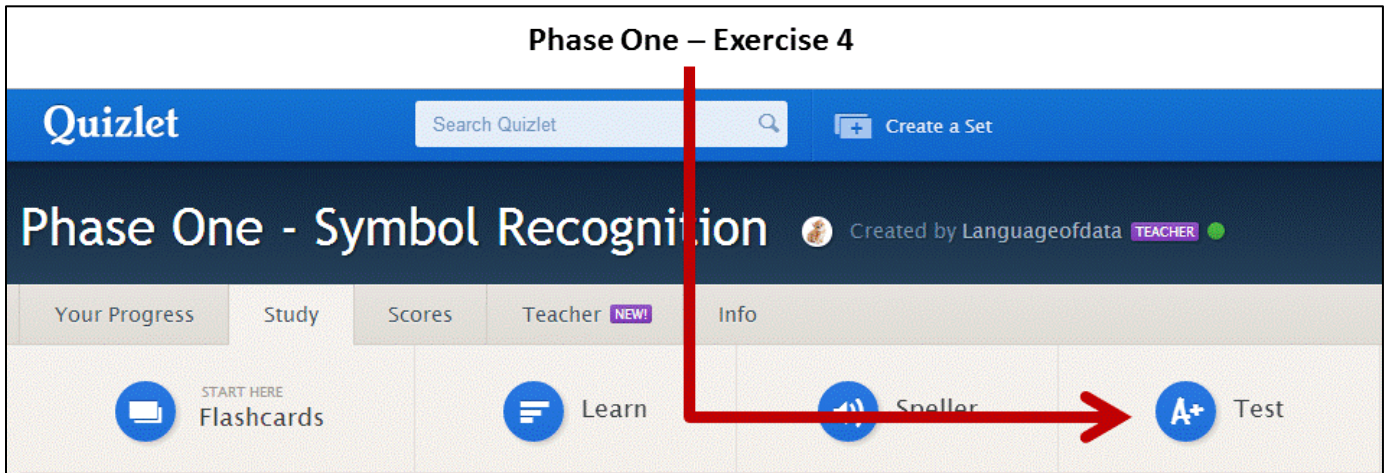 Phase One – Exercise 4
Quizlet
Search Quizlet
Create a Set
Phase One - Symbol Recognition
Created by Languageofdata TEACHER
Your Progress
Study
Scores
Teacher NEW!
Info
START HERE
Flashcards
Learn
Speller
A+
Test